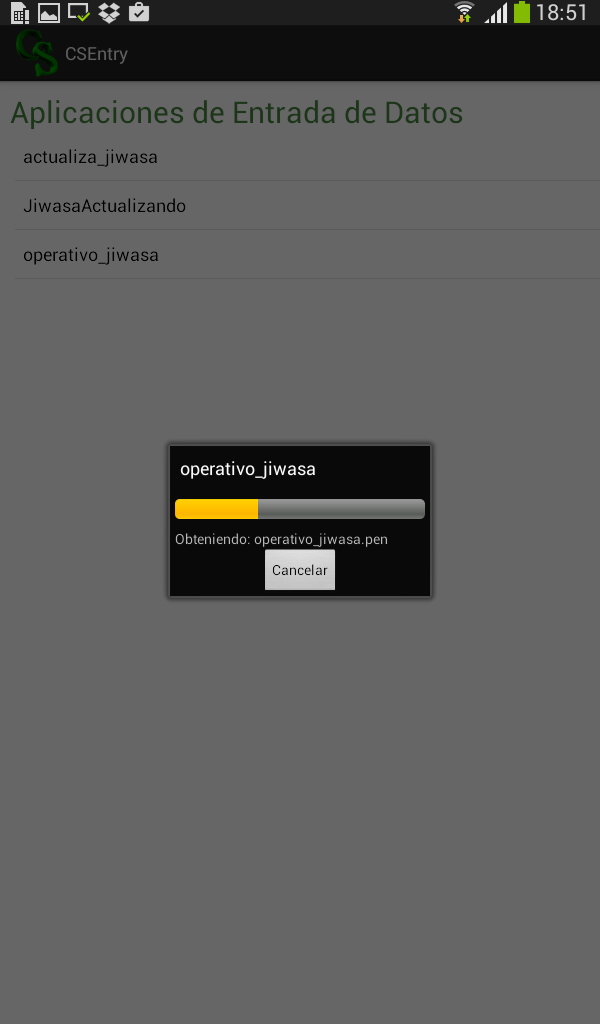 18:51
CSEntry
Aplicaciones de Entrada de Datos
actualiza_jiwasa
JiwasaActualizando
operativo_jiwasa
operativo_jiwasa
Obteniendo: operativo_jiwasa.pen
Cancelar